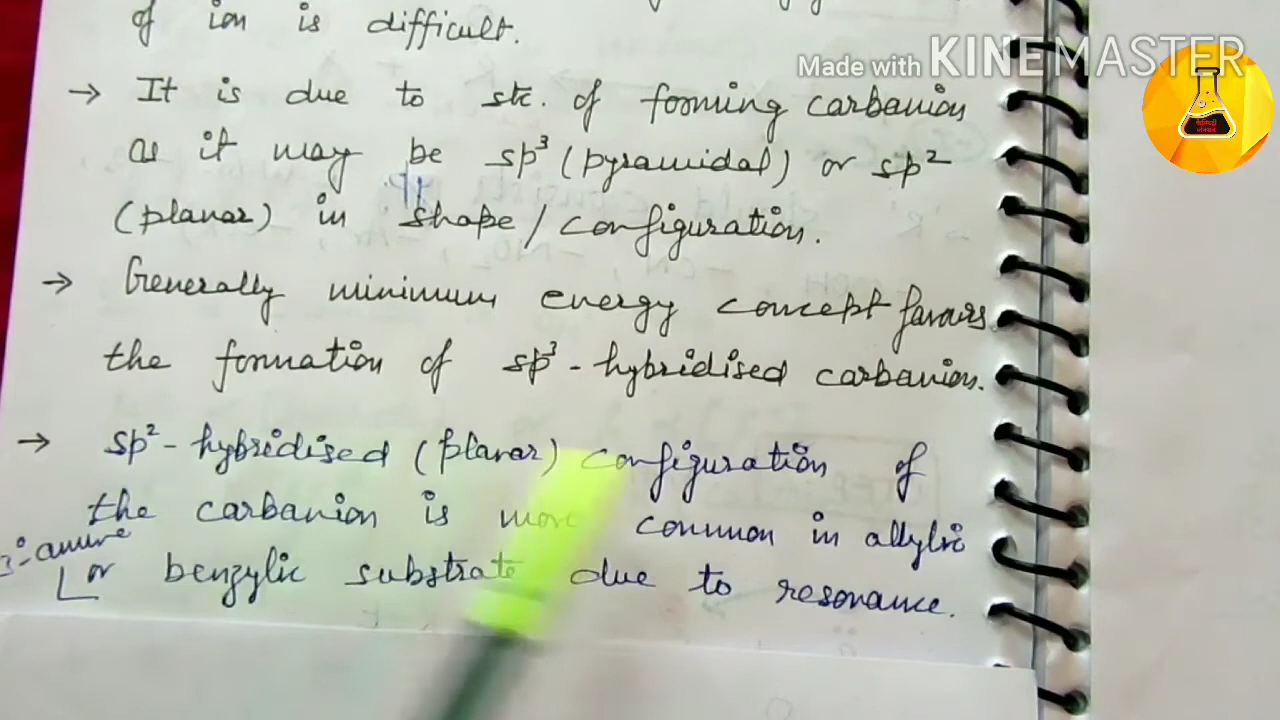 of ion is difficult.
Made with KINEMASTER
→ It is due to str. of forming carbanion
as it may be sp³ (pyramidal) or sp²
(planar) in shape / configuration.
→ Generally minimum energy concept favours
the formation of sp³-hybridised carbanion.
→ sp²-hybridised (planar) configuration of
the carbanion is more common in allylic
3° amine
or benzylic substrate due to resonance.